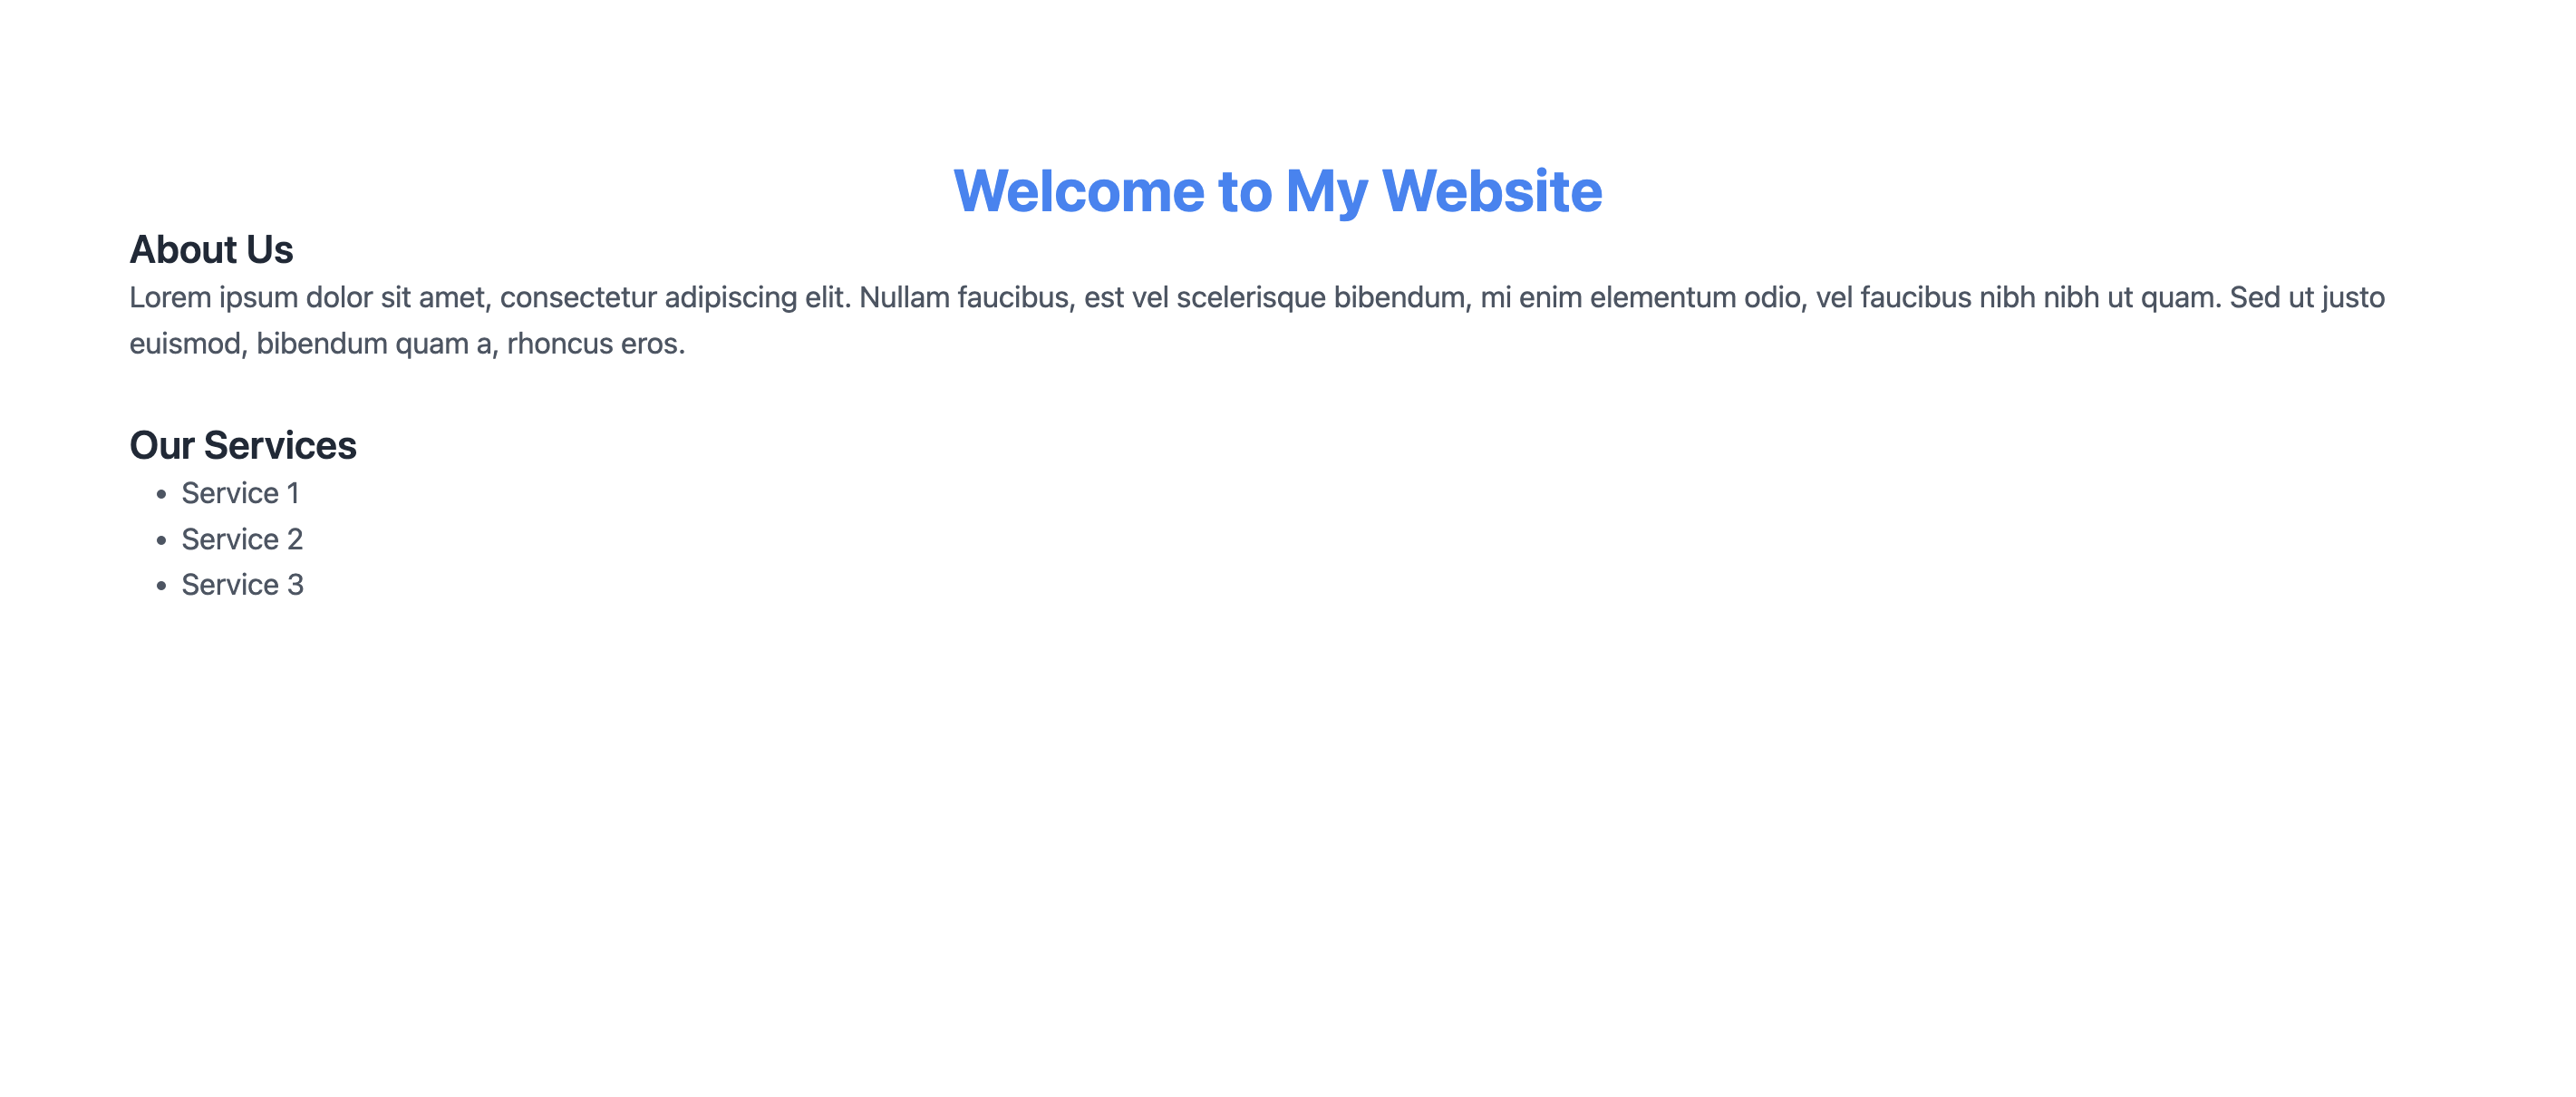 Welcome to My Website
About Us
Lorem ipsum dolor sit amet, consectetur adipiscing elit. Nullam faucibus, est vel scelerisque bibendum, mi enim elementum odio, vel faucibus nibh nibh ut quam. Sed ut justo
euismod, bibendum quam a, rhoncus eros.
Our Services
• Service 1
• Service 2
• Service 3